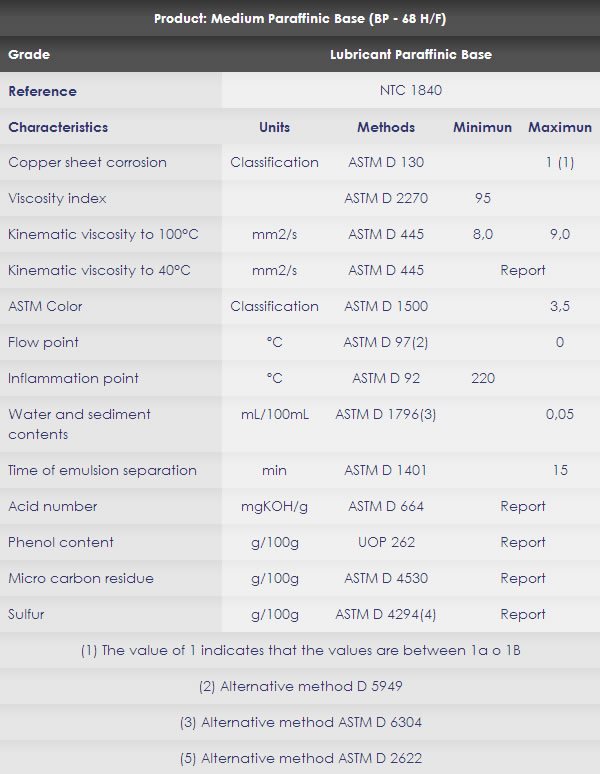 Product: Medium Paraffinic Base (BP - 68 H/F)
Grade Lubricant Paraffinic Base
Reference NTC 1840
Characteristics Units Methods Minimun Maximun
Copper sheet corrosion Classification ASTM D 130 1 (1)
Viscosity index ASTM D 2270 95
Kinematic viscosity to 100°C mm2/s ASTM D 445 8,0 9,0
Kinematic viscosity to 40°C mm2/s ASTM D 445 Report
ASTM Color Classification ASTM D 1500 3,5
Flow point °C ASTM D 97(2) 0
Inflammation point °C ASTM D 92 220
Water and sediment
contents mL/100mL ASTM D 1796(3) 0,05
Time of emulsion separation min ASTM D 1401 15
Acid number mgKOH/g ASTM D 664 Report
Phenol content g/100g UOP 262 Report
Micro carbon residue g/100g ASTM D 4530 Report
Sulfur g/100g ASTM D 4294(4) Report
(1) The value of 1 indicates that the values are between 1a o 1B
(2) Alternative method D 5949
(3) Alternative method ASTM D 6304
(5) Alternative method ASTM D 2622